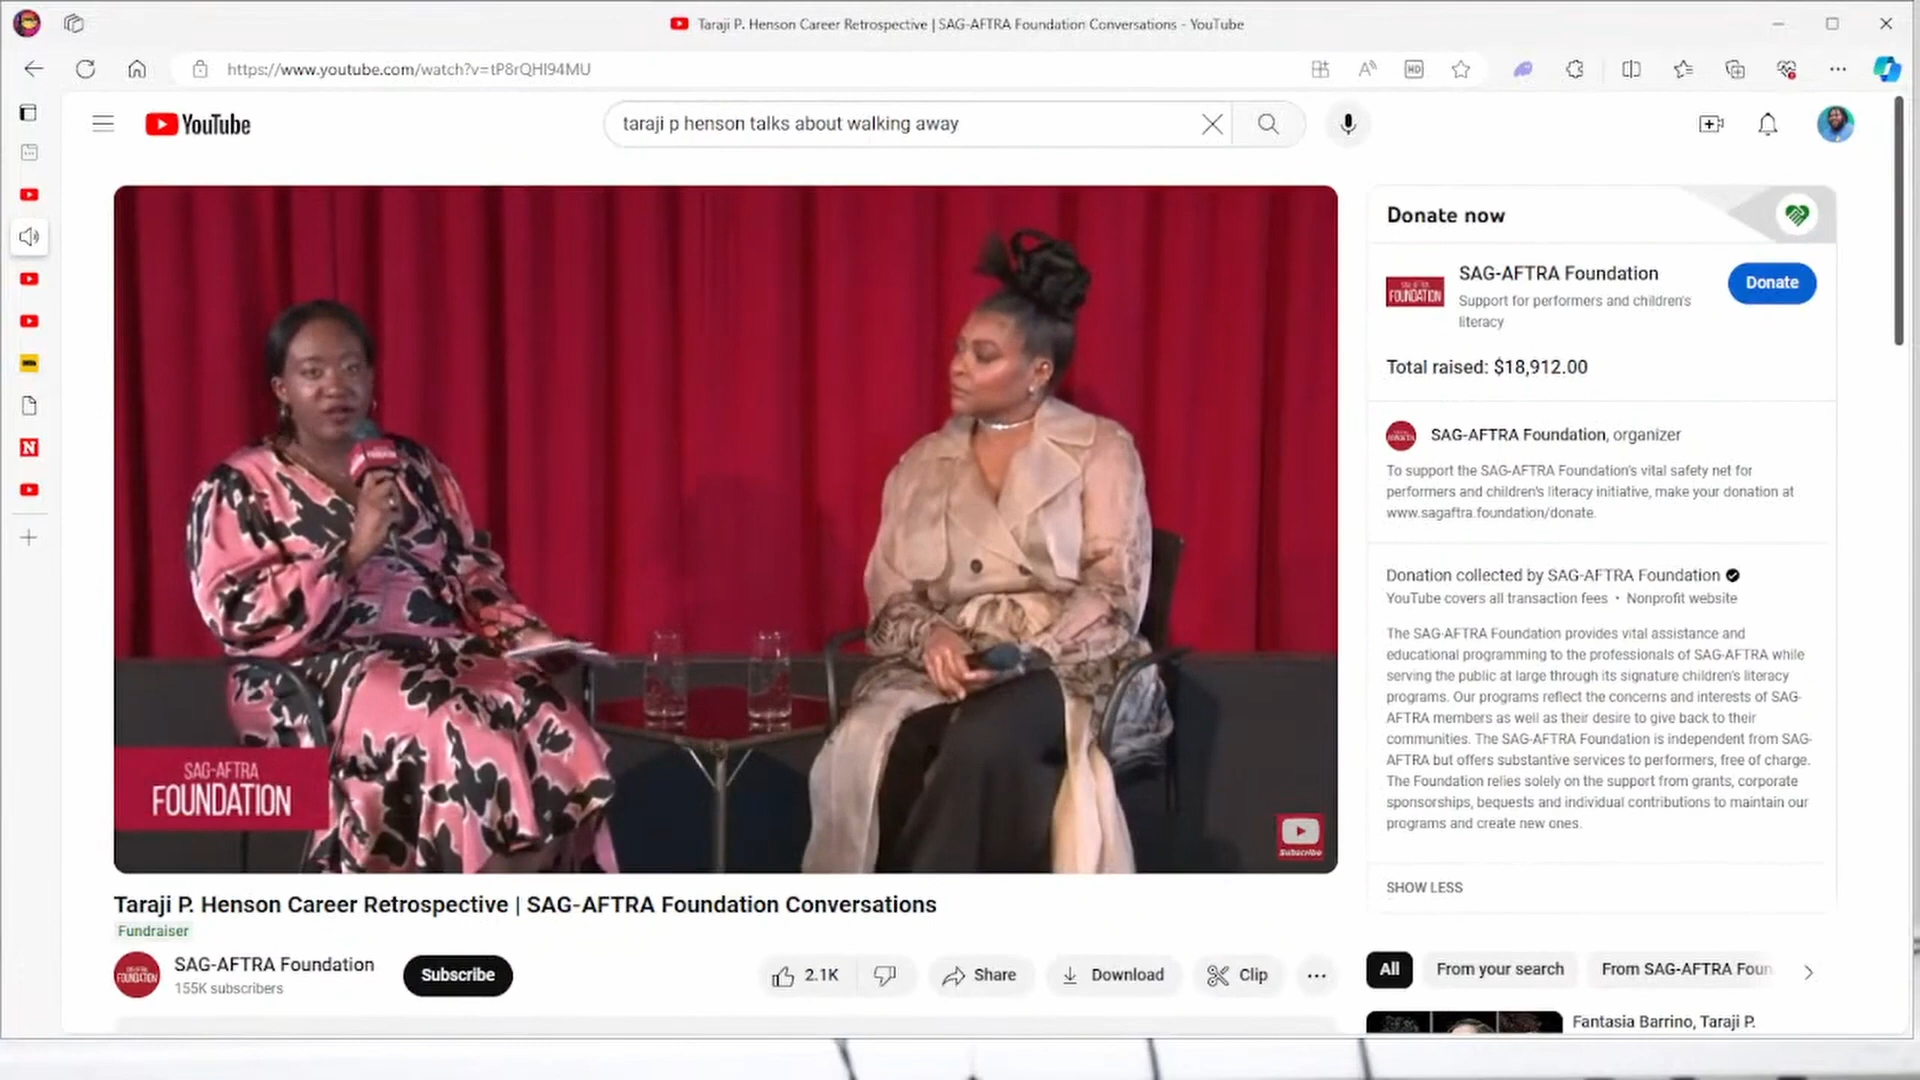 Taraji P. Henson Career Retrospective | SAG-AFTRA Foundation Conversations - YouTube
https://www.youtube.com/watch?v=tP8rQHI94MU
HD
YouTube
taraji p henson talks about walking away
Donate now
SAG-AFTRA Foundation
Donate
Support for performers and children's
literacy
Total raised: $18,912.00
SAG-AFTRA Foundation, organizer
To support the SAG-AFTRA Foundation's vital safety net for
performers and children's literacy initiative, make your donation at
www.sagaftra.foundation/donate.
Donation collected by SAG-AFTRA Foundation
YouTube covers all transaction fees • Nonprofit website
The SAG-AFTRA Foundation provides vital assistance and
educational programming to the professionals of SAG-AFTRA while
serving the public at large through its signature children's literacy
programs. Our programs reflect the concerns and interests of SAG-
AFTRA members as well as their desire to give back to their
communities. The SAG-AFTRA Foundation is independent from SAG-
AFTRA but offers substantive services to performers, free of charge.
The Foundation relies solely on the support from grants, corporate
sponsorships, bequests and individual contributions to maintain our
programs and create new ones.
SHOW LESS
SAG-AFTRA
FOUNDATION
Subscribe
Taraji P. Henson Career Retrospective | SAG-AFTRA Foundation Conversations
Fundraiser
SAG-AFTRA Foundation
155K subscribers
Subscribe
2.1K
Share
Download
Clip
All
From your search
From SAG-AFTRA Foun
Fantasia Barrino, Taraji P.